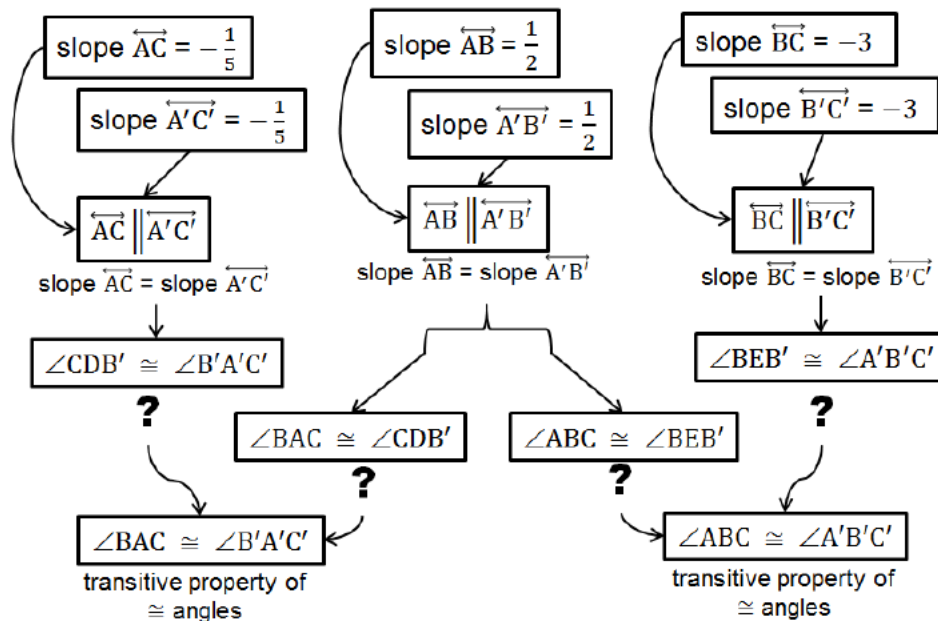 slope AC = −1/5
slope A′C′ = −1/5
AC ∥ A′C′
slope AC = slope A′C′
∠CDB′ ≅ ∠B′A′C′
?
slope AB = 1/2
slope A′B′ = 1/2
AB ∥ A′B′
slope AB = slope A′B′
∠BAC ≅ ∠CDB′
?
∠ABC ≅ ∠BEB′
?
slope BC = −3
slope B′C′ = −3
BC ∥ B′C′
slope BC = slope B′C′
∠BEB′ ≅ ∠A′B′C′
?
∠BAC ≅ ∠B′A′C′
transitive property of
≅ angles
∠ABC ≅ ∠A′B′C′
transitive property of
≅ angles